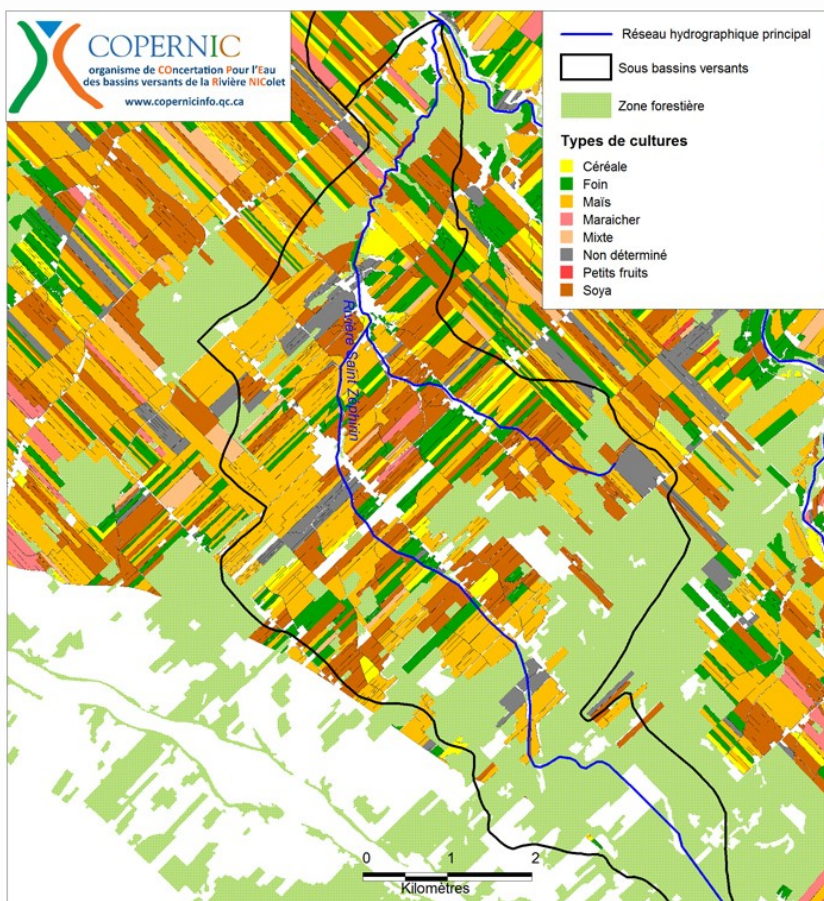 COPERNIC
organisme de COncertation Pour l'Eau
des bassins versants de la Rivière NIColet
www.copernicinfo.qc.ca
Réseau hydrographique principal
Sous bassins versants
Zone forestière
Types de cultures
Céréale
Foin
Maïs
Maraicher
Mixte
Non déterminé
Petits fruits
Soya
Rivière Saint Zéphirin
0 1 2
Kilomètres